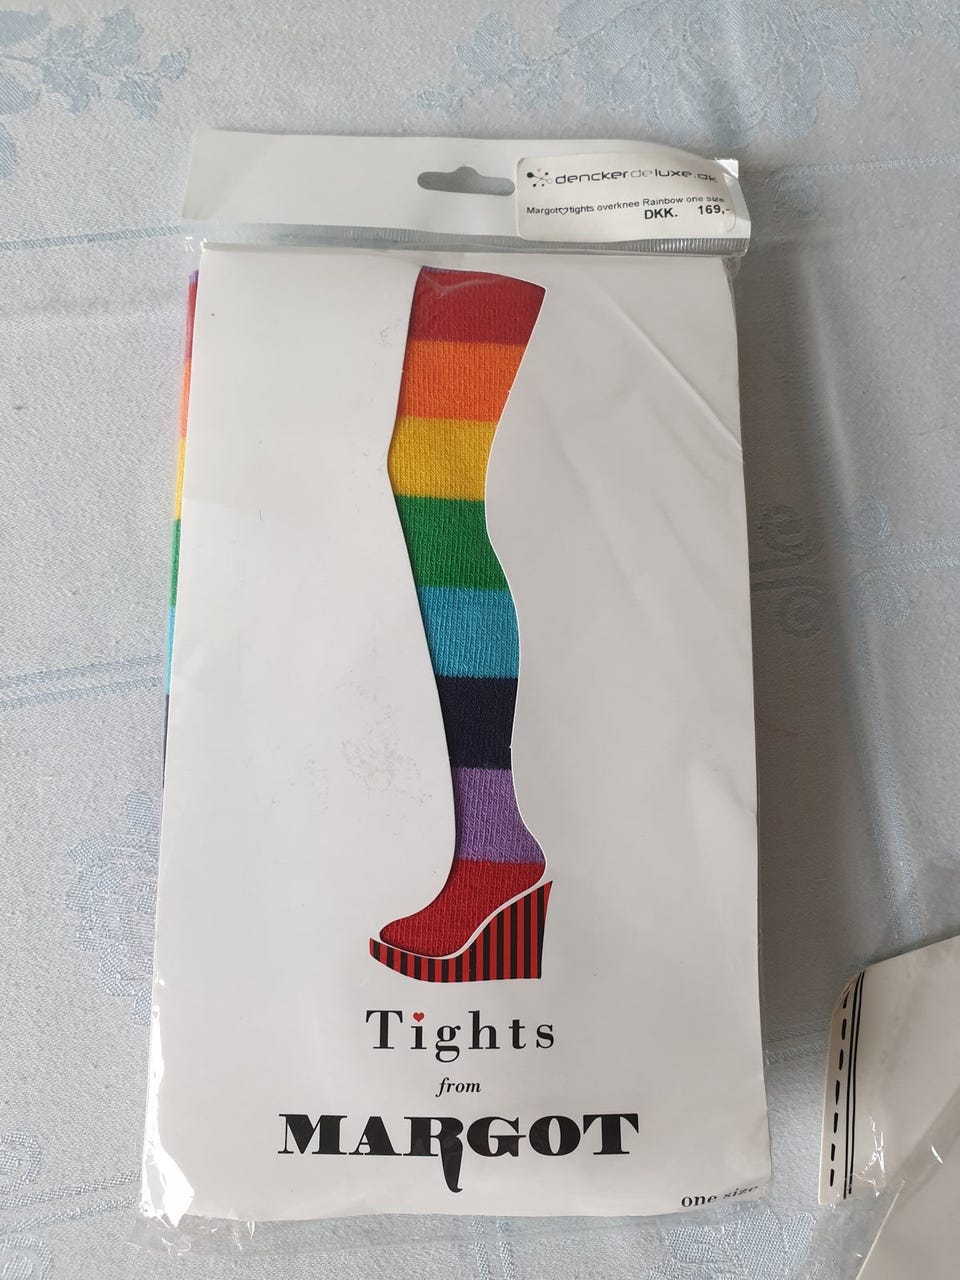 denckerdeluxe.dk
Margot♡tights overknee Rainbow one size
DKK. 169,-
Tights
from
MARGOT
one size